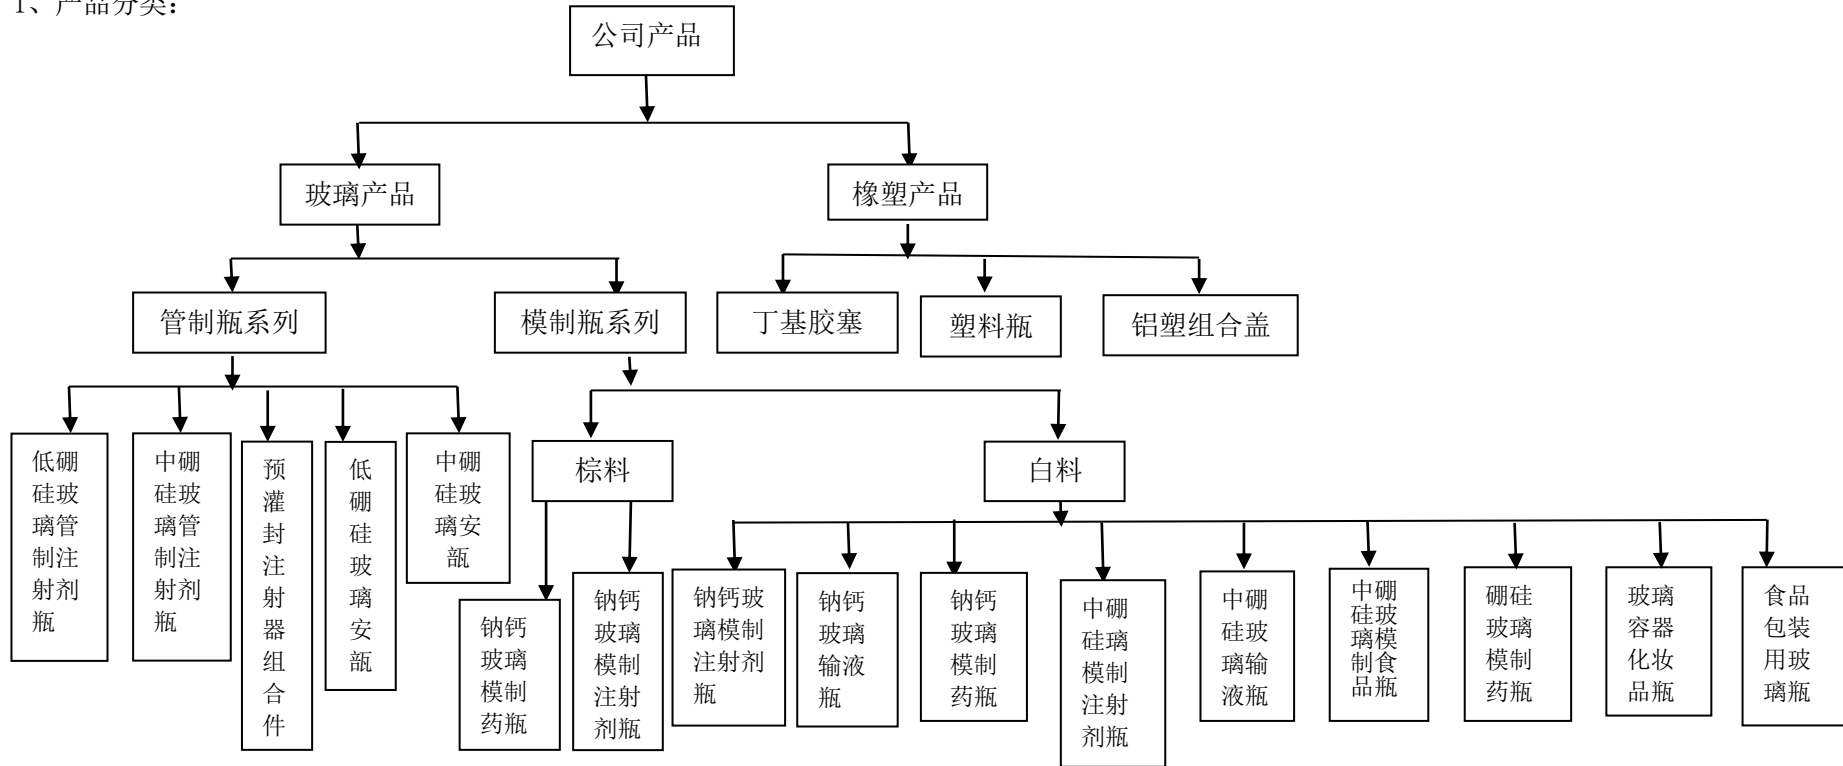 1、产品分类：
公司产品
玻璃产品
橡塑产品
管制瓶系列
模制瓶系列
丁基胶塞
塑料瓶
铝塑组合盖
低硼
硅玻
璃管
制注
射剂
瓶
中硼
硅玻
璃管
制注
射剂
瓶
预
灌
封
注
射
器
组
合
件
低
硼
硅
玻
璃
安
瓿
中硼
硅玻
璃安
瓿
棕料
白料
钠钙
玻璃
模制
药瓶
钠钙
玻璃
模制
注射
剂瓶
钠钙玻
璃模制
注射剂
瓶
钠钙
玻璃
输液
瓶
钠钙
玻璃
模制
药瓶
中硼
硅璃
模制
注射
剂瓶
中硼
硅玻
璃输
液瓶
中硼
硅玻
璃模
制食
品瓶
硼硅
玻璃
模制
药瓶
玻璃
容器
化妆
品瓶
食品
包装
用玻
璃瓶